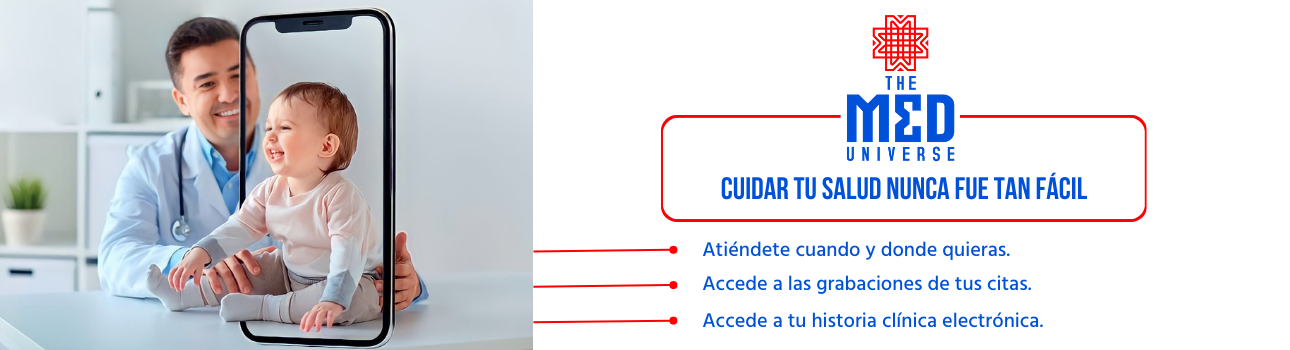 THE
MED
UNIVERSE
CUIDAR TU SALUD NUNCA FUE TAN FÁCIL
Atiéndete cuando y donde quieras.
Accede a las grabaciones de tus citas.
Accede a tu historia clínica electrónica.